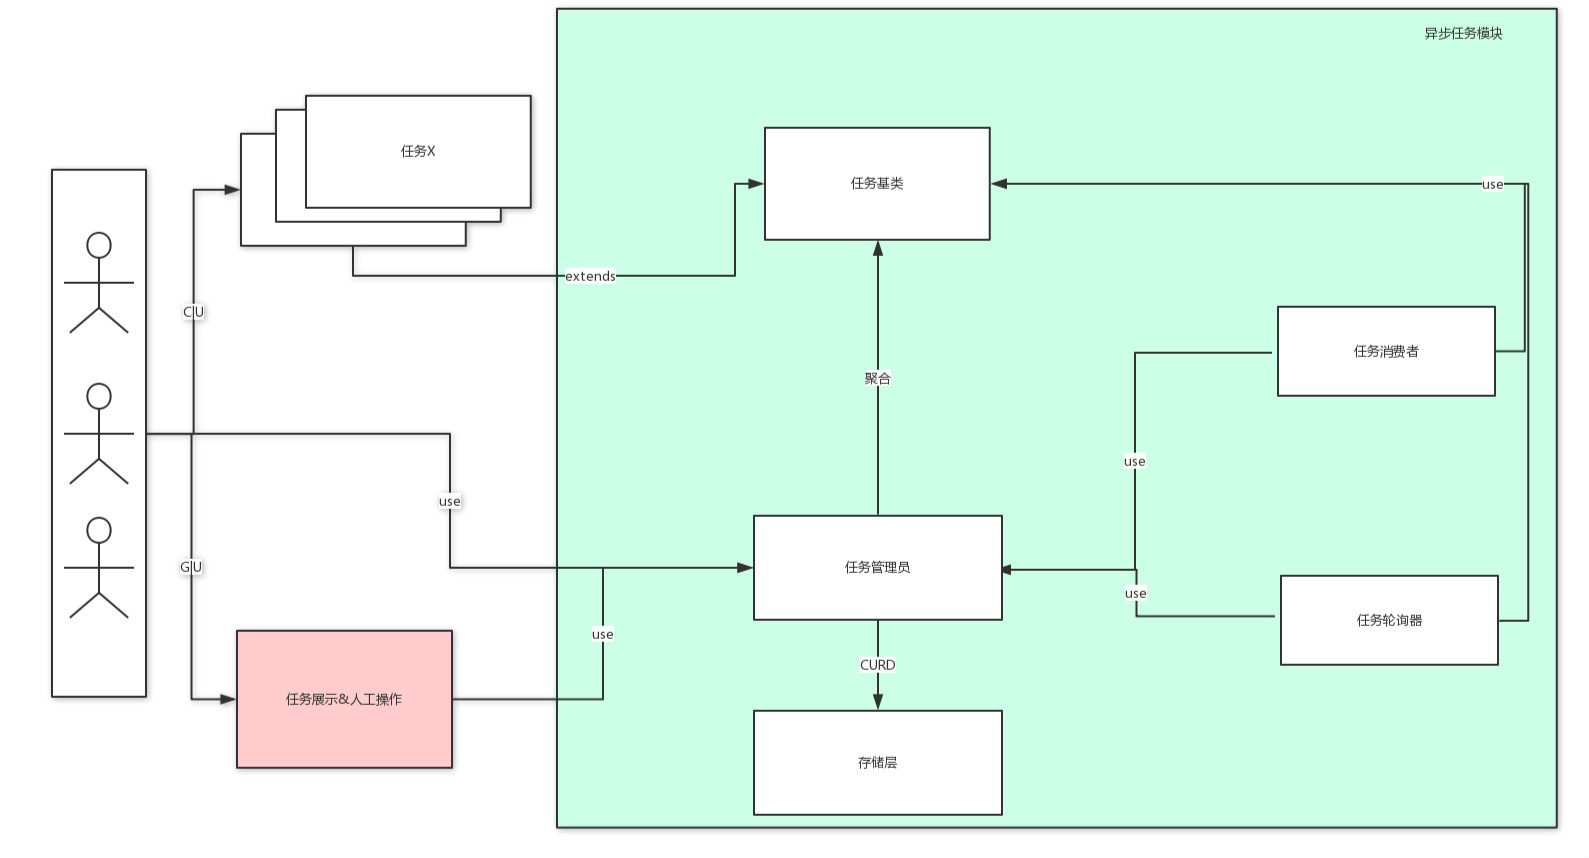 异步任务模块
任务X
任务基类
use
extends
CIU
任务消费者
聚合
use
use
任务管理员
GIU
use
任务轮询器
use
CURD
任务展示&人工操作
存储层